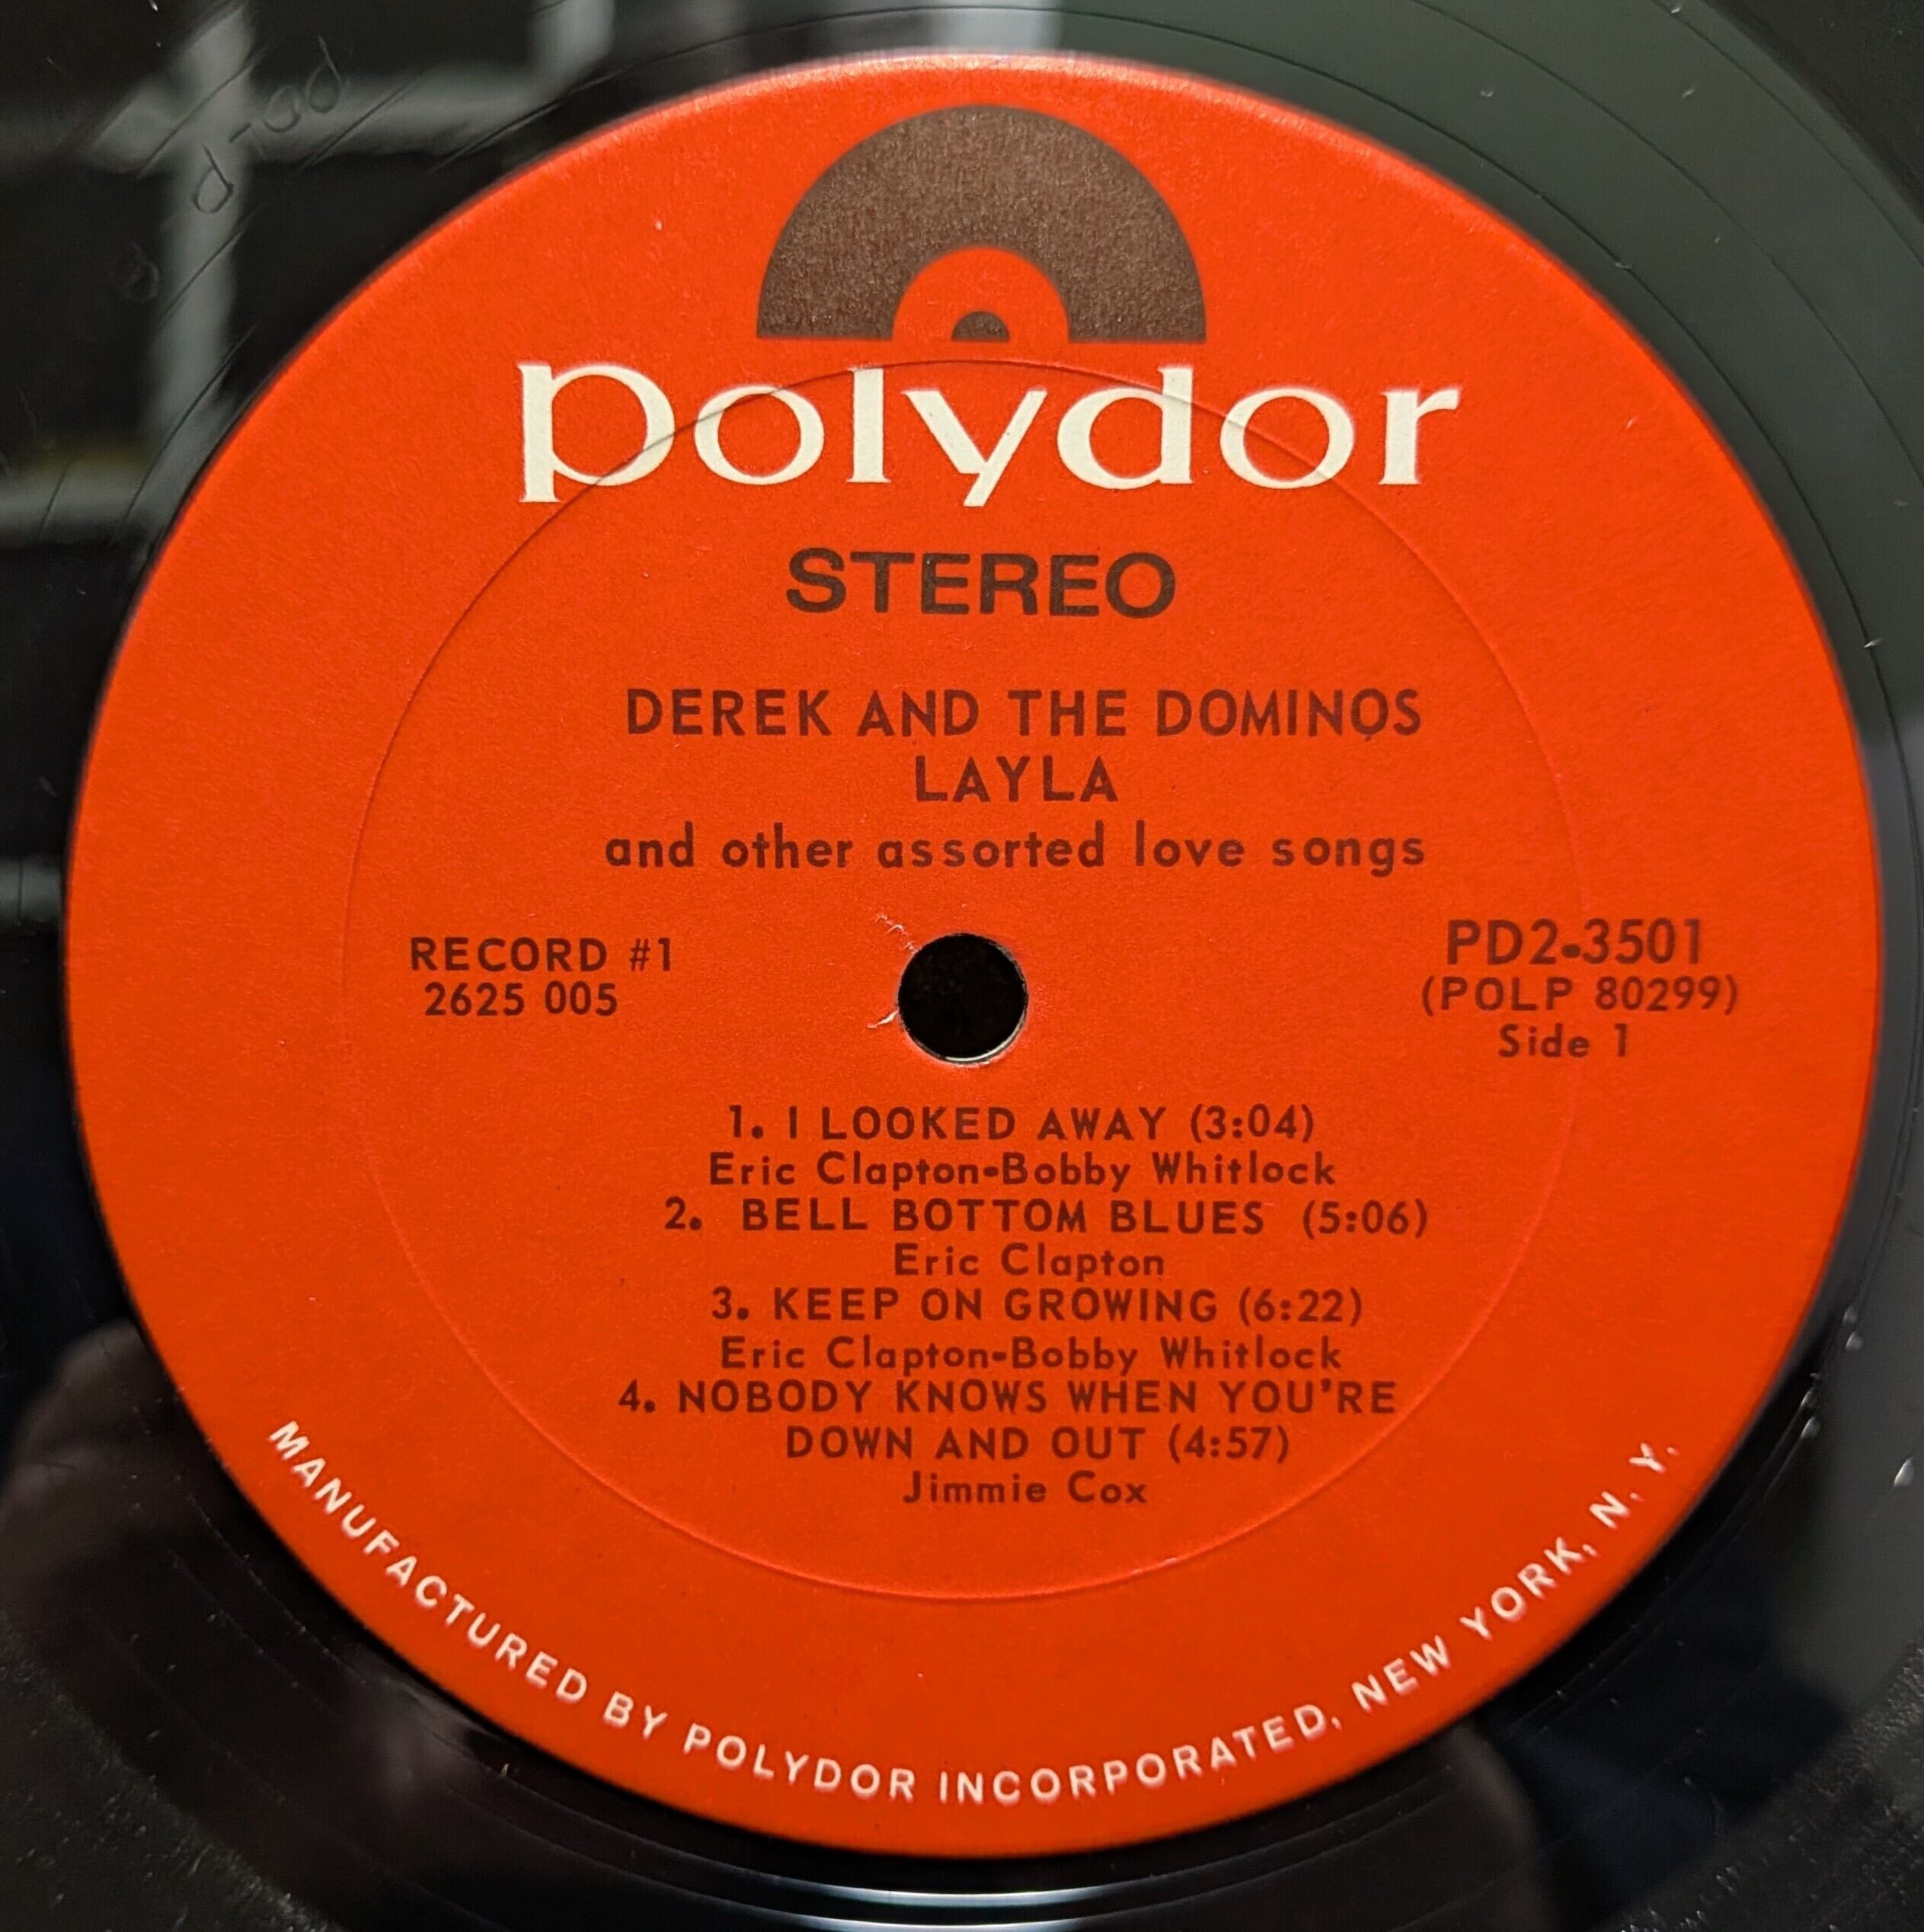 polydor
STEREO
DEREK AND THE DOMINOS
LAYLA
and other assorted love songs
RECORD #1
2625 005
PD2-3501
(POLP 80299)
Side 1
1. I LOOKED AWAY (3:04)
Eric Clapton-Bobby Whitlock
2. BELL BOTTOM BLUES (5:06)
Eric Clapton
3. KEEP ON GROWING (6:22)
Eric Clapton-Bobby Whitlock
4. NOBODY KNOWS WHEN YOU'RE
DOWN AND OUT (4:57)
Jimmie Cox
MANUFACTURED BY POLYDOR INCORPORATED, NEW YORK, N. Y.